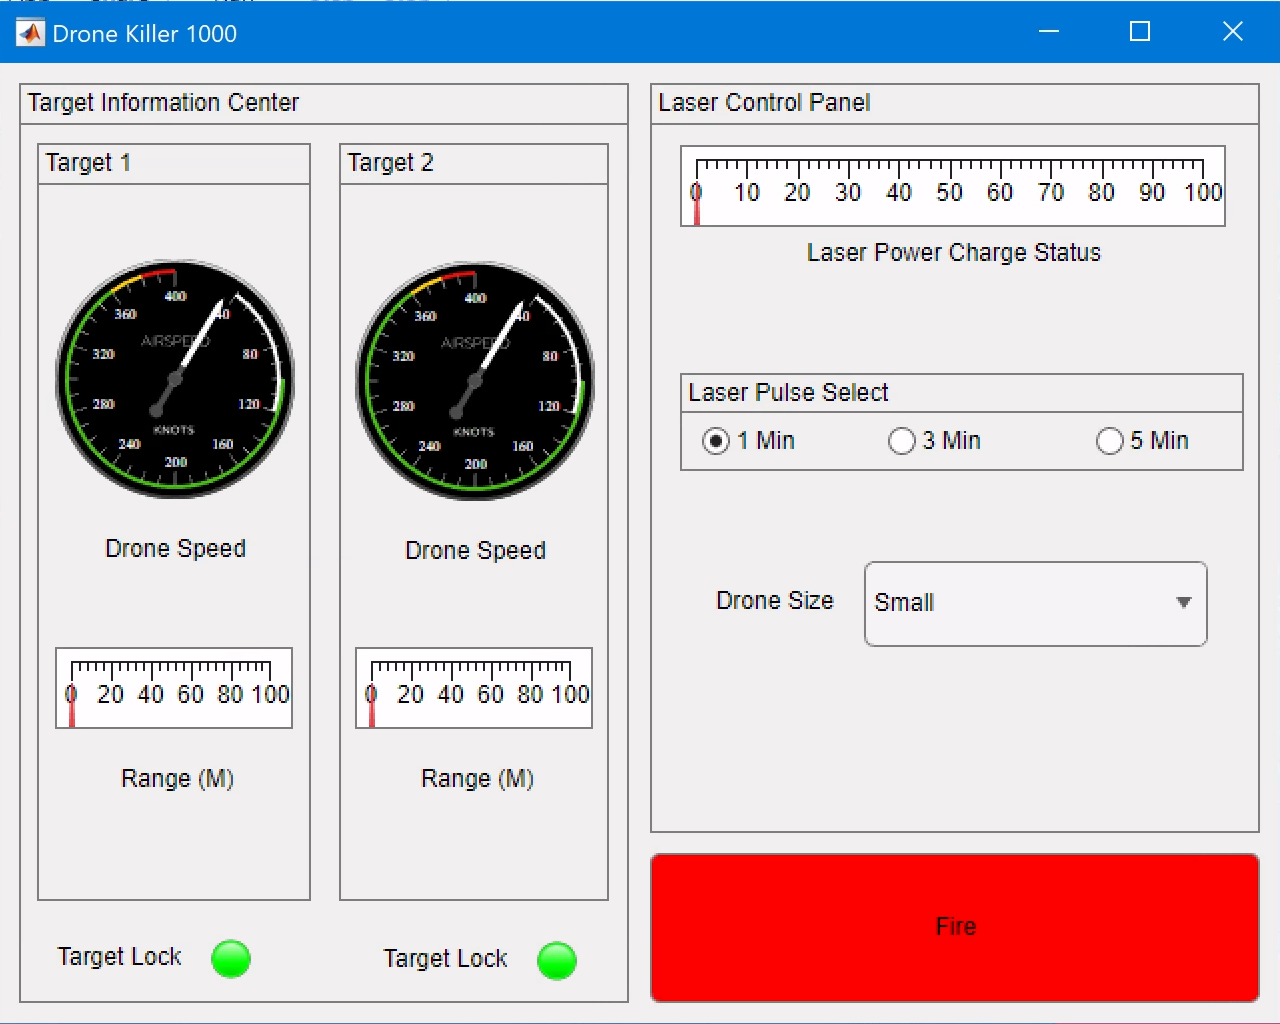 Drone Killer 1000
Target Information Center
Target 1
400
40
360
AIRSPEED
320
80
280
120
KNOTS
240
160
200
Drone Speed
0 20 40 60 80 100
Range (M)
Target Lock
Target 2
400
40
360
AIRSPEED
320
80
280
120
KNOTS
240
160
200
Drone Speed
0 20 40 60 80 100
Range (M)
Target Lock
Laser Control Panel
0 10 20 30 40 50 60 70 80 90 100
Laser Power Charge Status
Laser Pulse Select
1 Min 3 Min 5 Min
Drone Size Small
Fire